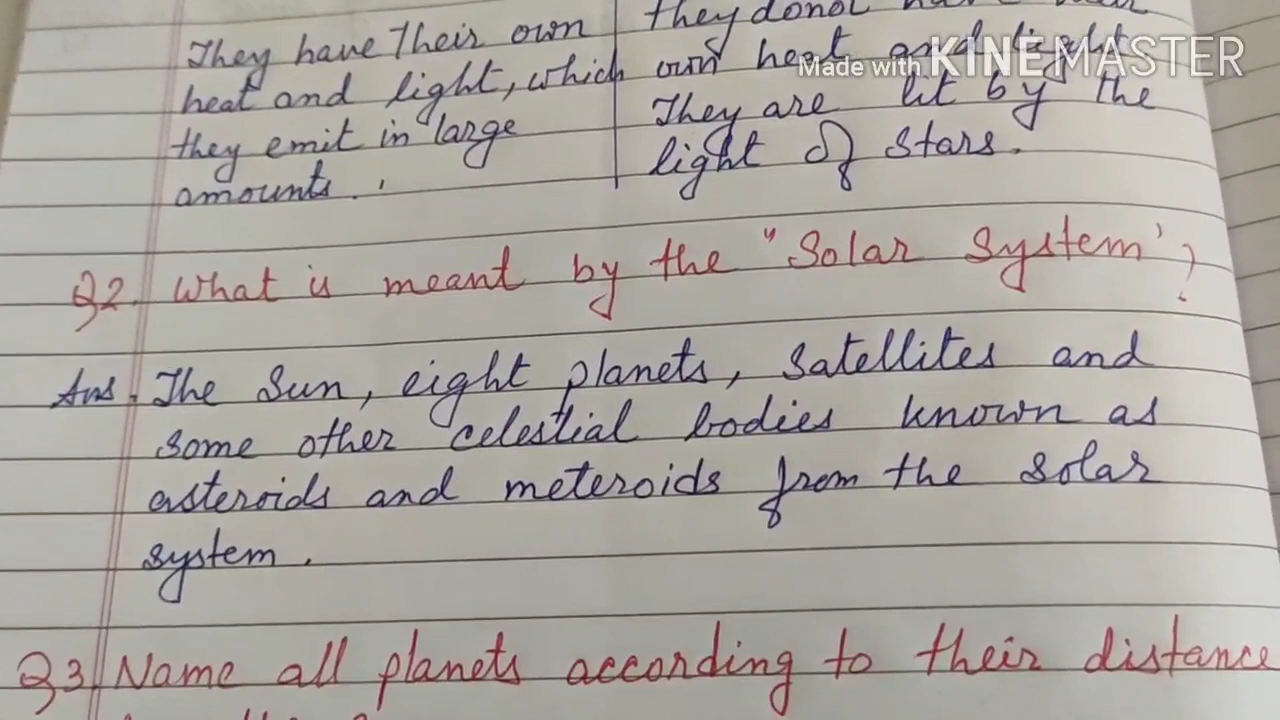 They have Their own
heat and light, which
they emit in large
amounts.
they donot
own heat and light
They are lit by the
light of stars.
Made with KINEMASTER
Q2. What is meant by the "Solar System'?
Ans. The Sun, eight planets, Satellites and
some other celestial bodies known as
asteroids and meteroids from the solar
system.
Q3 Name all planets according to their distance